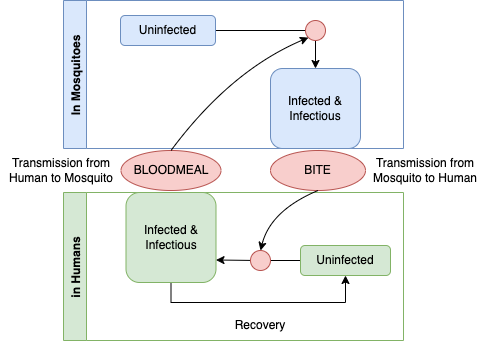 In Mosquitoes
Uninfected
Infected &
Infectious
Transmission from
Human to Mosquito
BLOODMEAL
BITE
Transmission from
Mosquito to Human
in Humans
Infected &
Infectious
Uninfected
Recovery